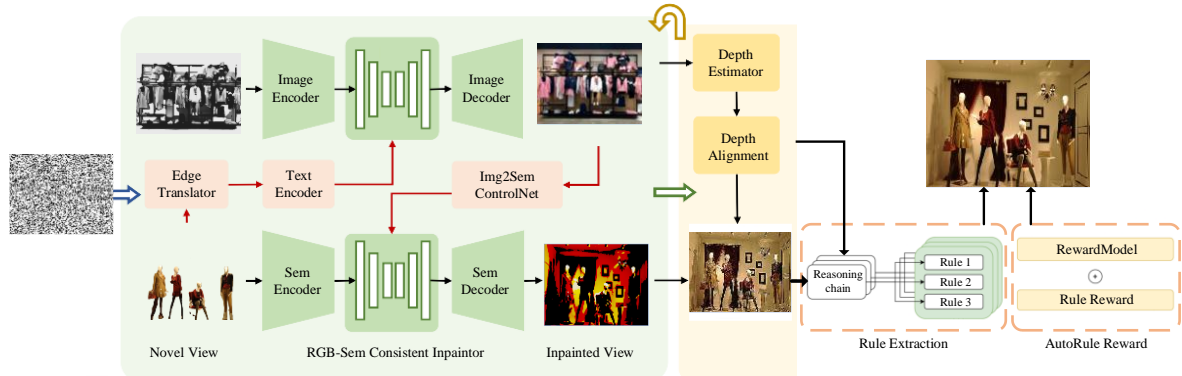 Image
Encoder
Image
Decoder
Depth
Estimator
Depth
Alignment
Edge
Translator
Text
Encoder
Img2Sem
ControlNet
Sem
Encoder
Sem
Decoder
Reasoning
chain
Rule 1
Rule 2
Rule 3
RewardModel
Rule Reward
Novel View
RGB-Sem Consistent Inpaintor
Inpainted View
Rule Extraction
AutoRule Reward